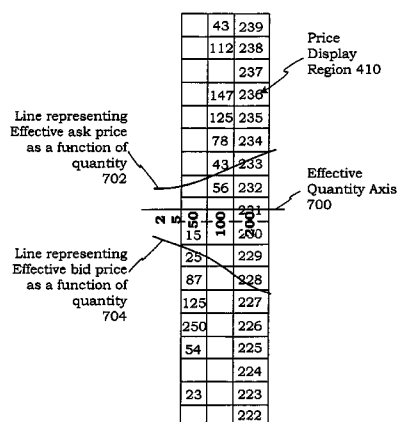 43 239
112 238
237
147 236
125 235
78 234
43 233
56 232
231
15 230
25 229
87 228
125 227
250 226
54 225
224
23 223
222
Price
Display
Region 410
Line representing
Effective ask price
as a function of
quantity
702
Effective
Quantity Axis
700
2 5 50 100
Line representing
Effective bid price
as a function of
quantity
704